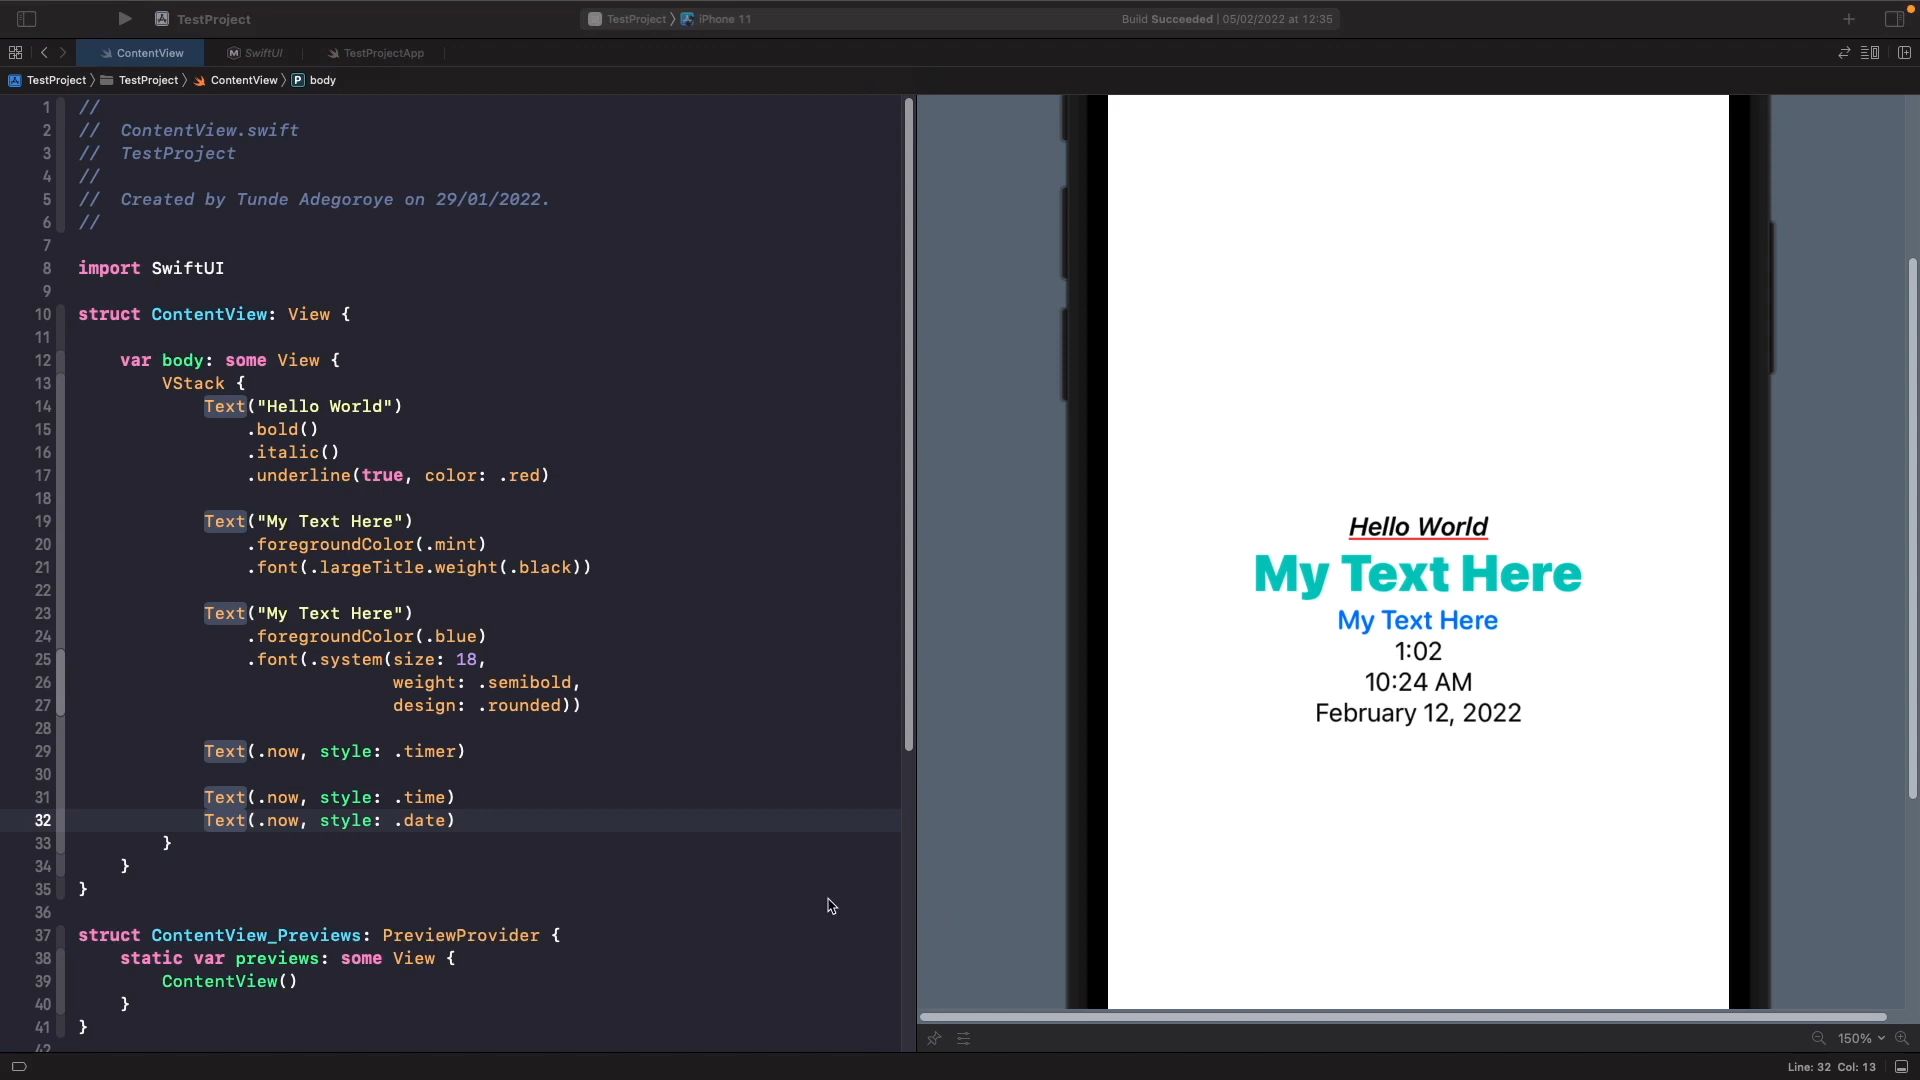 TestProject
TestProject 〉 iPhone 11
Build Succeeded | 05/02/2022 at 12:35
ContentView
SwiftUI
TestProjectApp
TestProject 〉 TestProject 〉 ContentView 〉 P body
1 //
2 //  ContentView.swift
3 //  TestProject
4 //
5 //  Created by Tunde Adegoroye on 29/01/2022.
6 //
7
8 import SwiftUI
9
10 struct ContentView: View {
11
12     var body: some View {
13         VStack {
14             Text("Hello World")
15                 .bold()
16                 .italic()
17                 .underline(true, color: .red)
18
19             Text("My Text Here")
20                 .foregroundColor(.mint)
21                 .font(.largeTitle.weight(.black))
22
23             Text("My Text Here")
24                 .foregroundColor(.blue)
25                 .font(.system(size: 18,
26                               weight: .semibold,
27                               design: .rounded))
28
29             Text(.now, style: .timer)
30
31             Text(.now, style: .time)
32             Text(.now, style: .date)
33         }
34     }
35 }
36
37 struct ContentView_Previews: PreviewProvider {
38     static var previews: some View {
39         ContentView()
40     }
41 }
42
Hello World
My Text Here
My Text Here
1:02
10:24 AM
February 12, 2022
150%
Line: 32 Col: 13